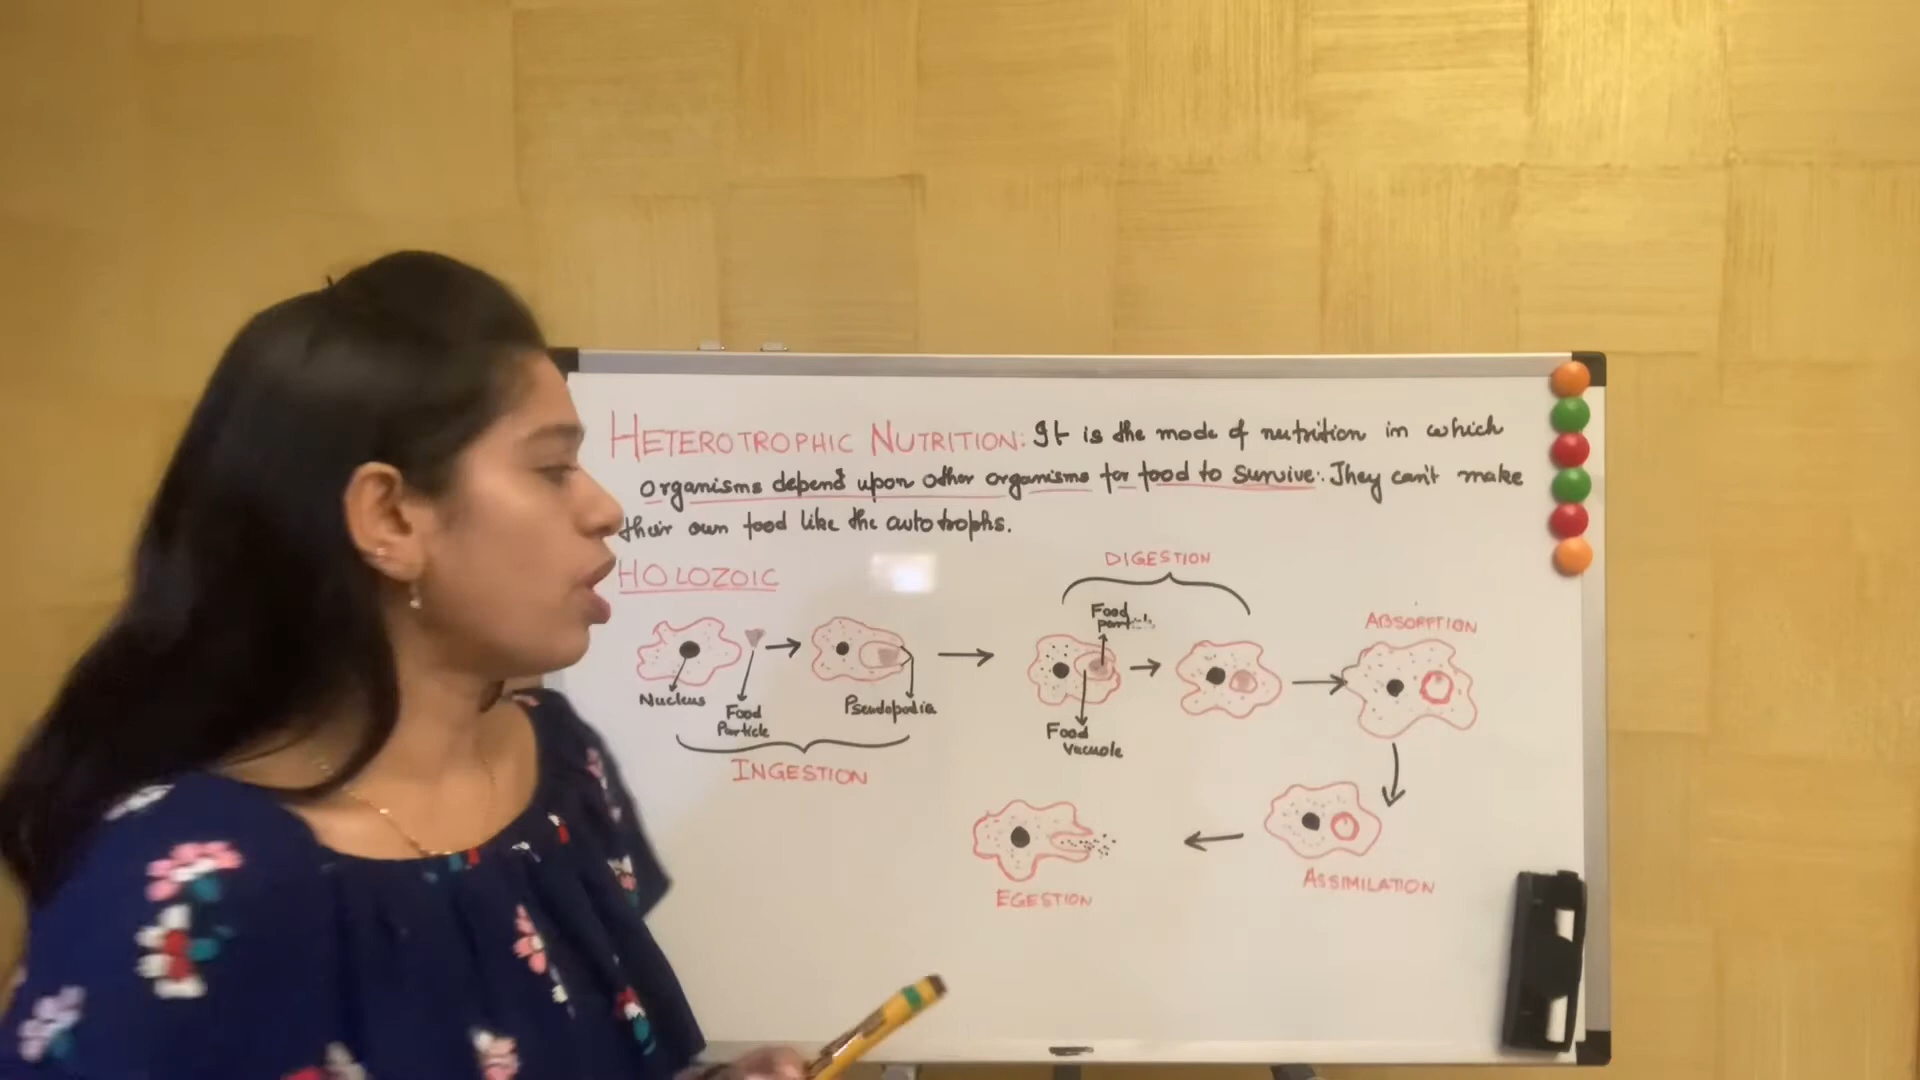 HETEROTROPHIC NUTRITION: It is the mode of nutrition in which
organisms depend upon other organisms for food to survive. They can't make
their own food like the autotrophs.
HOLOZOIC
Nucleus
Food
Particle
Pseudopodia
INGESTION
DIGESTION
Food
Food
Vacuole
ABSORPTION
ASSIMILATION
EGESTION